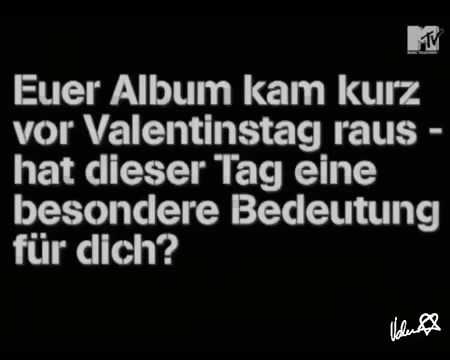 MTV
Euer Album kam kurz
vor Valentinstag raus -
hat dieser Tag eine
besondere Bedeutung
für dich?